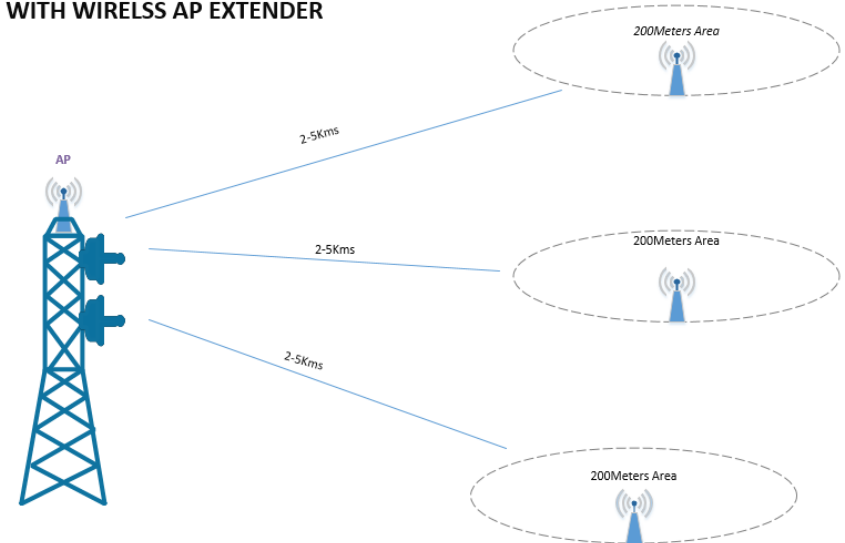 WITH WIRELSS AP EXTENDER
200Meters Area
2-5Kms
AP
200Meters Area
2-5Kms
2-5Kms
200Meters Area